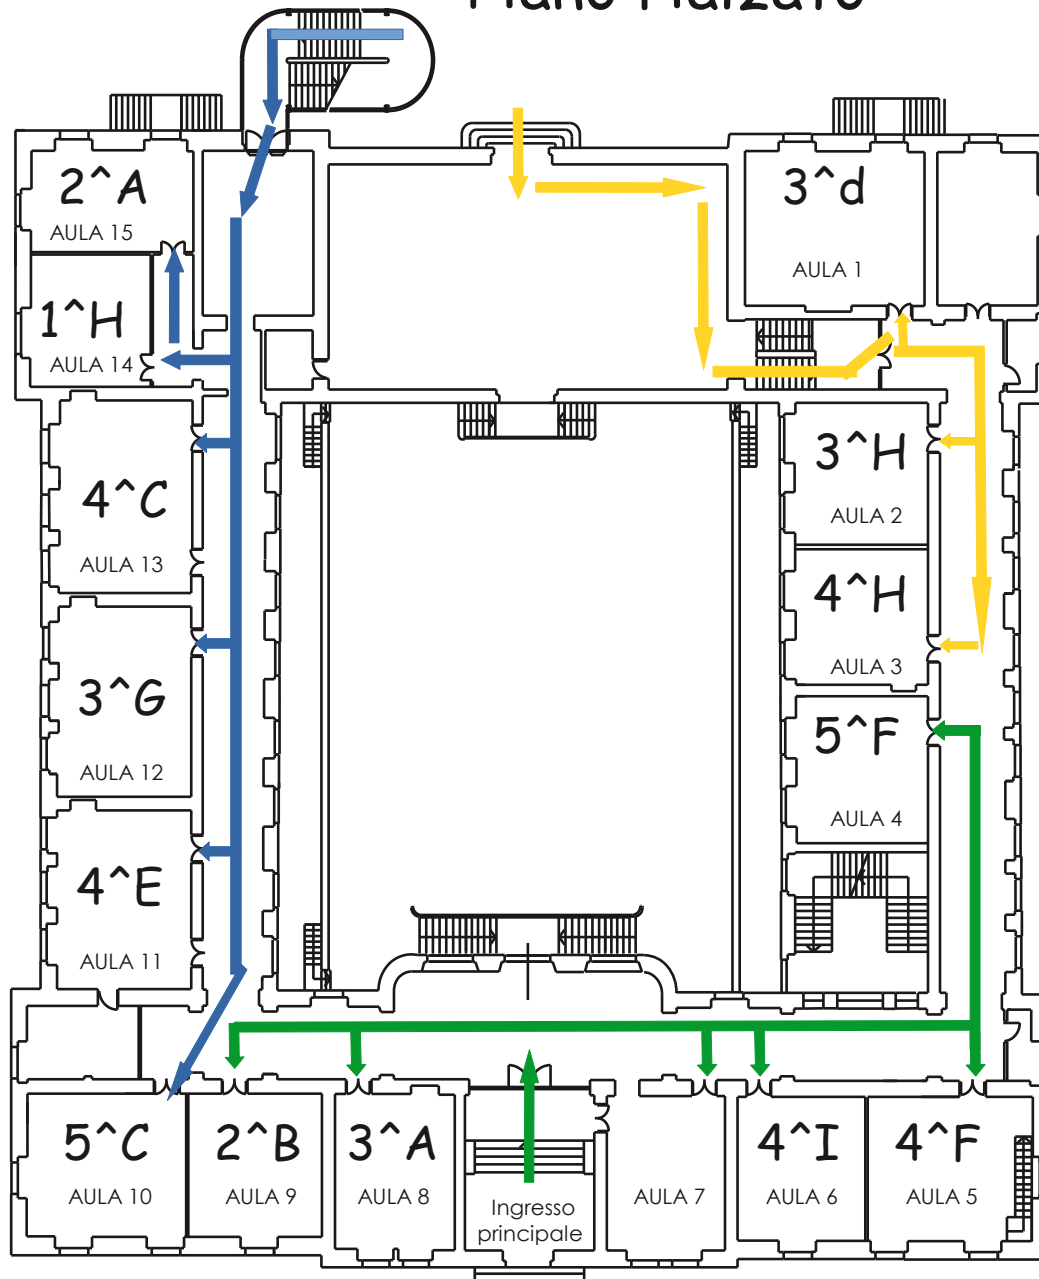 Piano Rialzato
2^A
AULA 15
3^d
AULA 1
1^H
AULA 14
3^H
AULA 2
4^C
AULA 13
4^H
AULA 3
3^G
AULA 12
5^F
AULA 4
4^E
AULA 11
5^C
AULA 10
2^B
AULA 9
3^A
AULA 8
Ingresso
principale
AULA 7
4^I
AULA 6
4^F
AULA 5